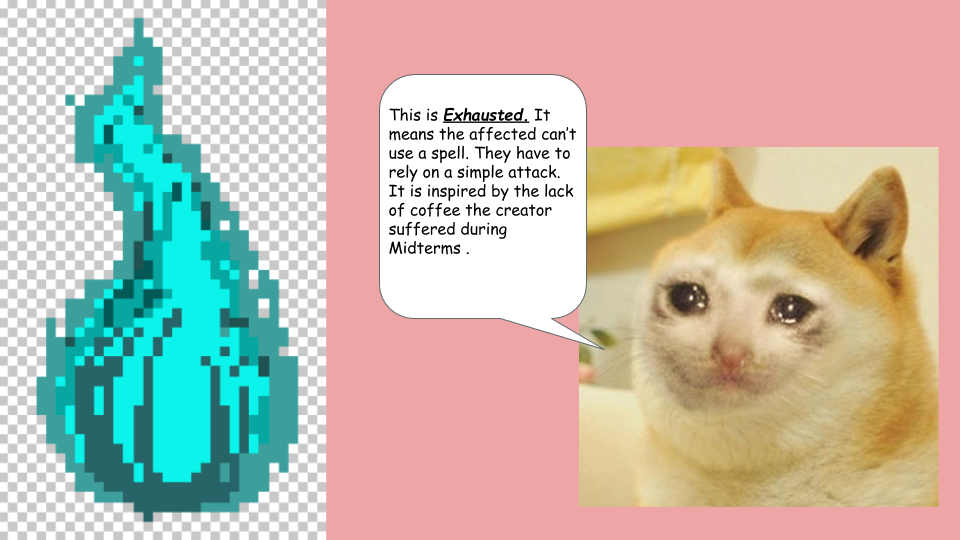 This is Exhausted. It
means the affected can't
use a spell. They have to
rely on a simple attack.
It is inspired by the lack
of coffee the creator
suffered during
Midterms .